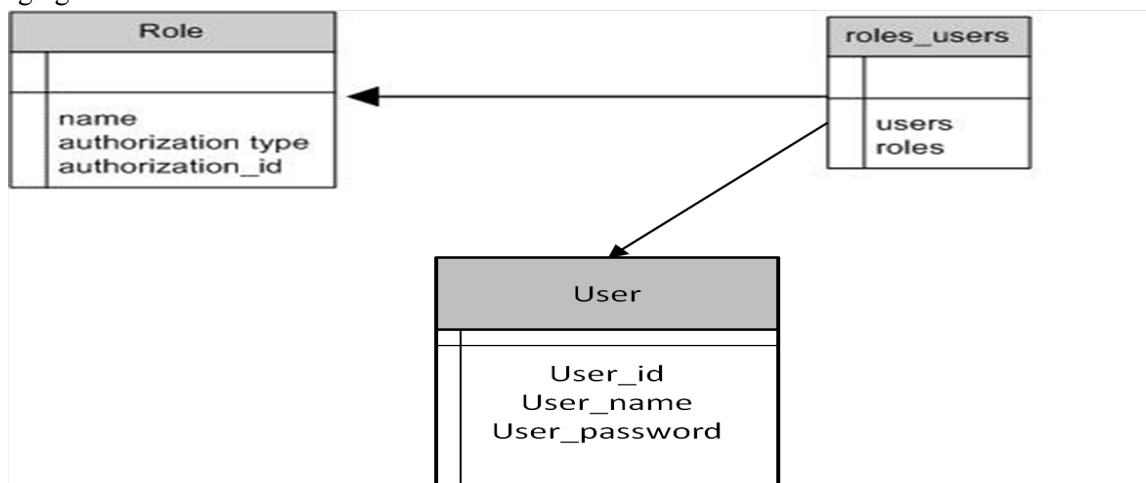 Role
name
authorization type
authorization_id
roles_users
users
roles
User
User_id
User_name
User_password